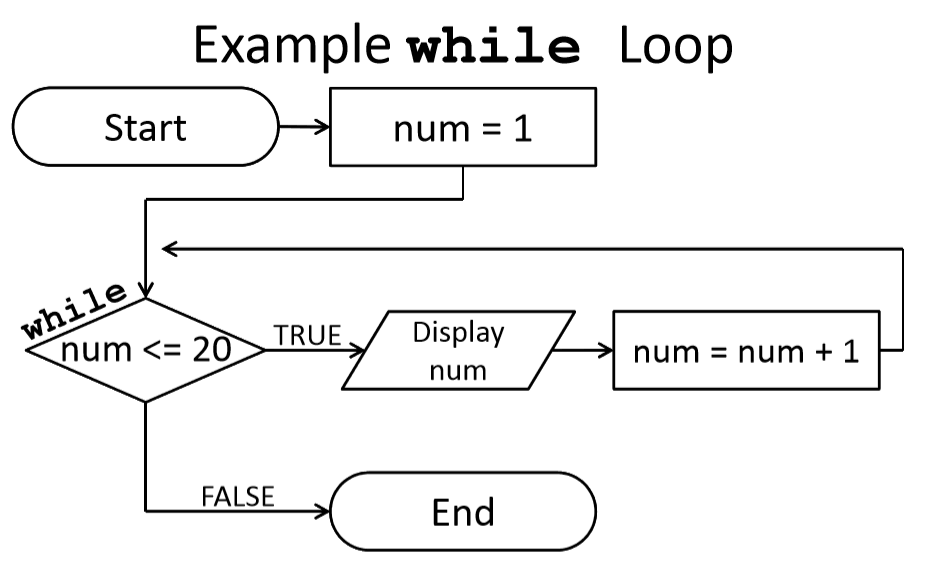 Example while Loop
Start
num = 1
while
num <= 20
TRUE
Display
num
num = num + 1
FALSE
End